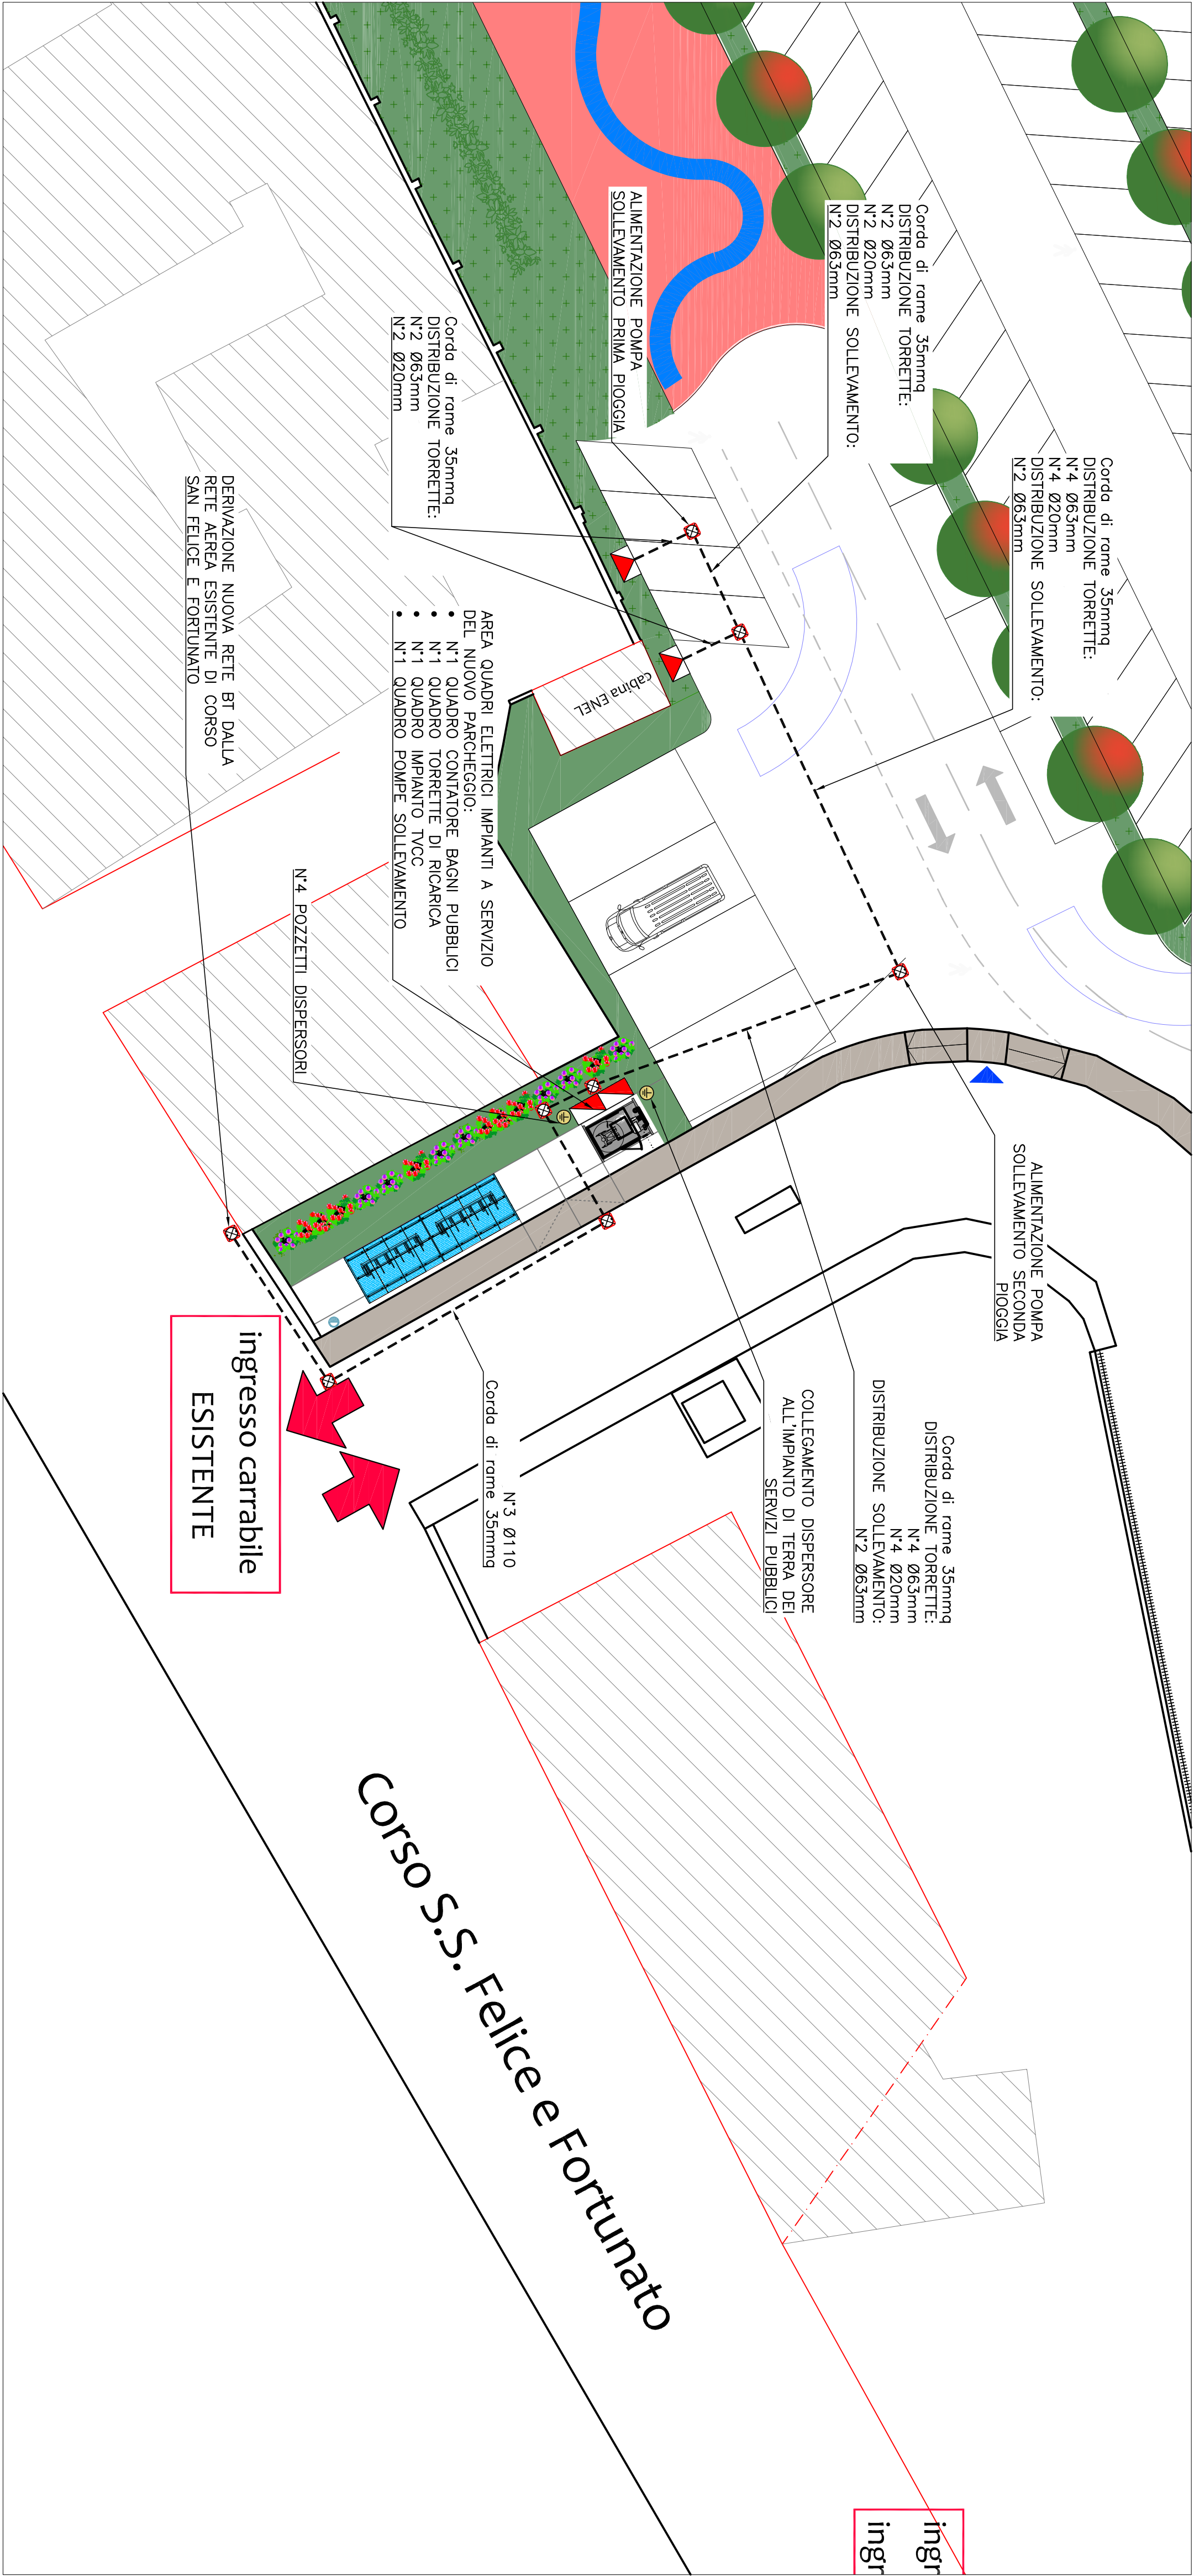 Corda di rame 35mmq
DISTRIBUZIONE TORRETTE:
N°4 Ø63mm
N°4 Ø20mm
DISTRIBUZIONE SOLLEVAMENTO:
N°2 Ø63mm
Corda di rame 35mmq
DISTRIBUZIONE TORRETTE:
N°2 Ø63mm
N°2 Ø20mm
DISTRIBUZIONE SOLLEVAMENTO:
N°2 Ø63mm
ALIMENTAZIONE POMPA
SOLLEVAMENTO PRIMA PIOGGIA
Corda di rame 35mmq
DISTRIBUZIONE TORRETTE:
N°2 Ø63mm
N°2 Ø20mm
DERIVAZIONE NUOVA RETE BT DALLA
RETE AEREA ESISTENTE DI CORSO
SAN FELICE E FORTUNATO
cabina ENEL
AREA QUADRI ELETTRICI IMPIANTI A SERVIZIO
DEL NUOVO PARCHEGGIO:
• N°1 QUADRO CONTATORE BAGNI PUBBLICI
• N°1 QUADRO TORRETTE DI RICARICA
• N°1 QUADRO IMPIANTO TVCC
• N°1 QUADRO POMPE SOLLEVAMENTO
N°4 POZZETTI DISPERSORI
ALIMENTAZIONE POMPA
SOLLEVAMENTO SECONDA
PIOGGIA
Corda di rame 35mmq
DISTRIBUZIONE TORRETTE:
N°4 Ø63mm
N°4 Ø20mm
DISTRIBUZIONE SOLLEVAMENTO:
N°2 Ø63mm
COLLEGAMENTO DISPERSORE
ALL'IMPIANTO DI TERRA DEI
SERVIZI PUBBLICI
N°3 Ø110
Corda di rame 35mmq
ingresso carrabile
ESISTENTE
Corso S.S. Felice e Fortunato
ingr
ingr